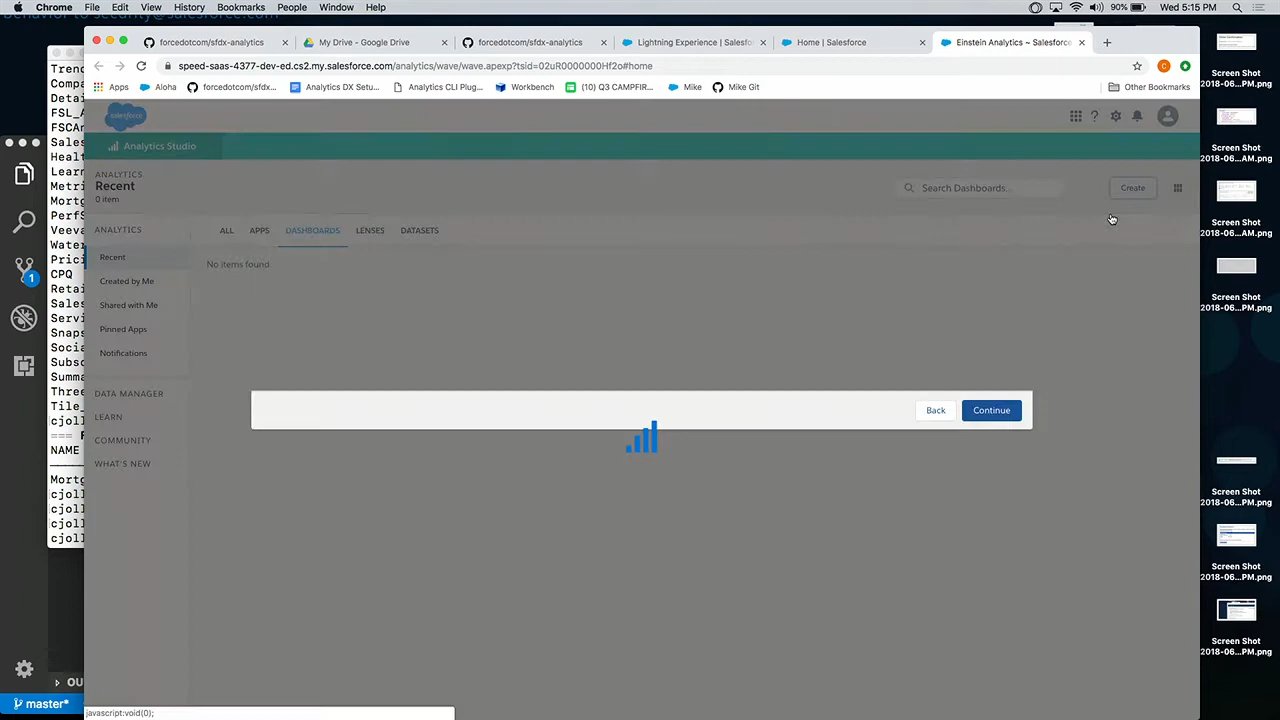 Chrome File Edit View History Bookmarks People Window Help 90% Wed 5:15 PM
behavior to security@salesforce.com
forcedotcom/sfdx-analytics
My Drive - Google Drive
forcedotcom/sfdx-analytics
Lightning Experience | Salesfo
Home | Salesforce
Einstein Analytics ~ Salesforce
speed-saas-4377-dev-ed.cs2.my.salesforce.com/analytics/wave/wave.apexp?tsid=02uR0000000Hf2o#home
Apps Aloha forcedotcom/sfdx... Analytics DX Setu... Analytics CLI Plug... Workbench (10) Q3 CAMPFIR... Mike Mike Git Other Bookmarks
salesforce
Analytics Studio
ANALYTICS
Recent
0 item
Search Dashboards...
Create
ANALYTICS
ALL APPS DASHBOARDS LENSES DATASETS
Recent
No items found
Created by Me
Shared with Me
Pinned Apps
Notifications
DATA MANAGER
LEARN
COMMUNITY
WHAT'S NEW
Back Continue
javascript:void(0);
Trend
Compa
Detai
FSL_A
FSCAn
Sales
Healt
Learn
Metri
Mortg
PerfS
Veeva
Water
Prici
CPQ
Retai
Sales
Servi
Snaps
Socia
Subsc
Summa
Three
Tile_
cjoll
NAME
Mortg
cjoll
cjoll
cjoll
cjoll
1
OU
master*
Screen Shot
2018-06...PM.png
Screen Shot
2018-06...AM.png
Screen Shot
2018-06...AM.png
Screen Shot
2018-06...PM.png
Screen Shot
2018-06...PM.png
Screen Shot
2018-06...PM.png
Screen Shot
2018-06...PM.png